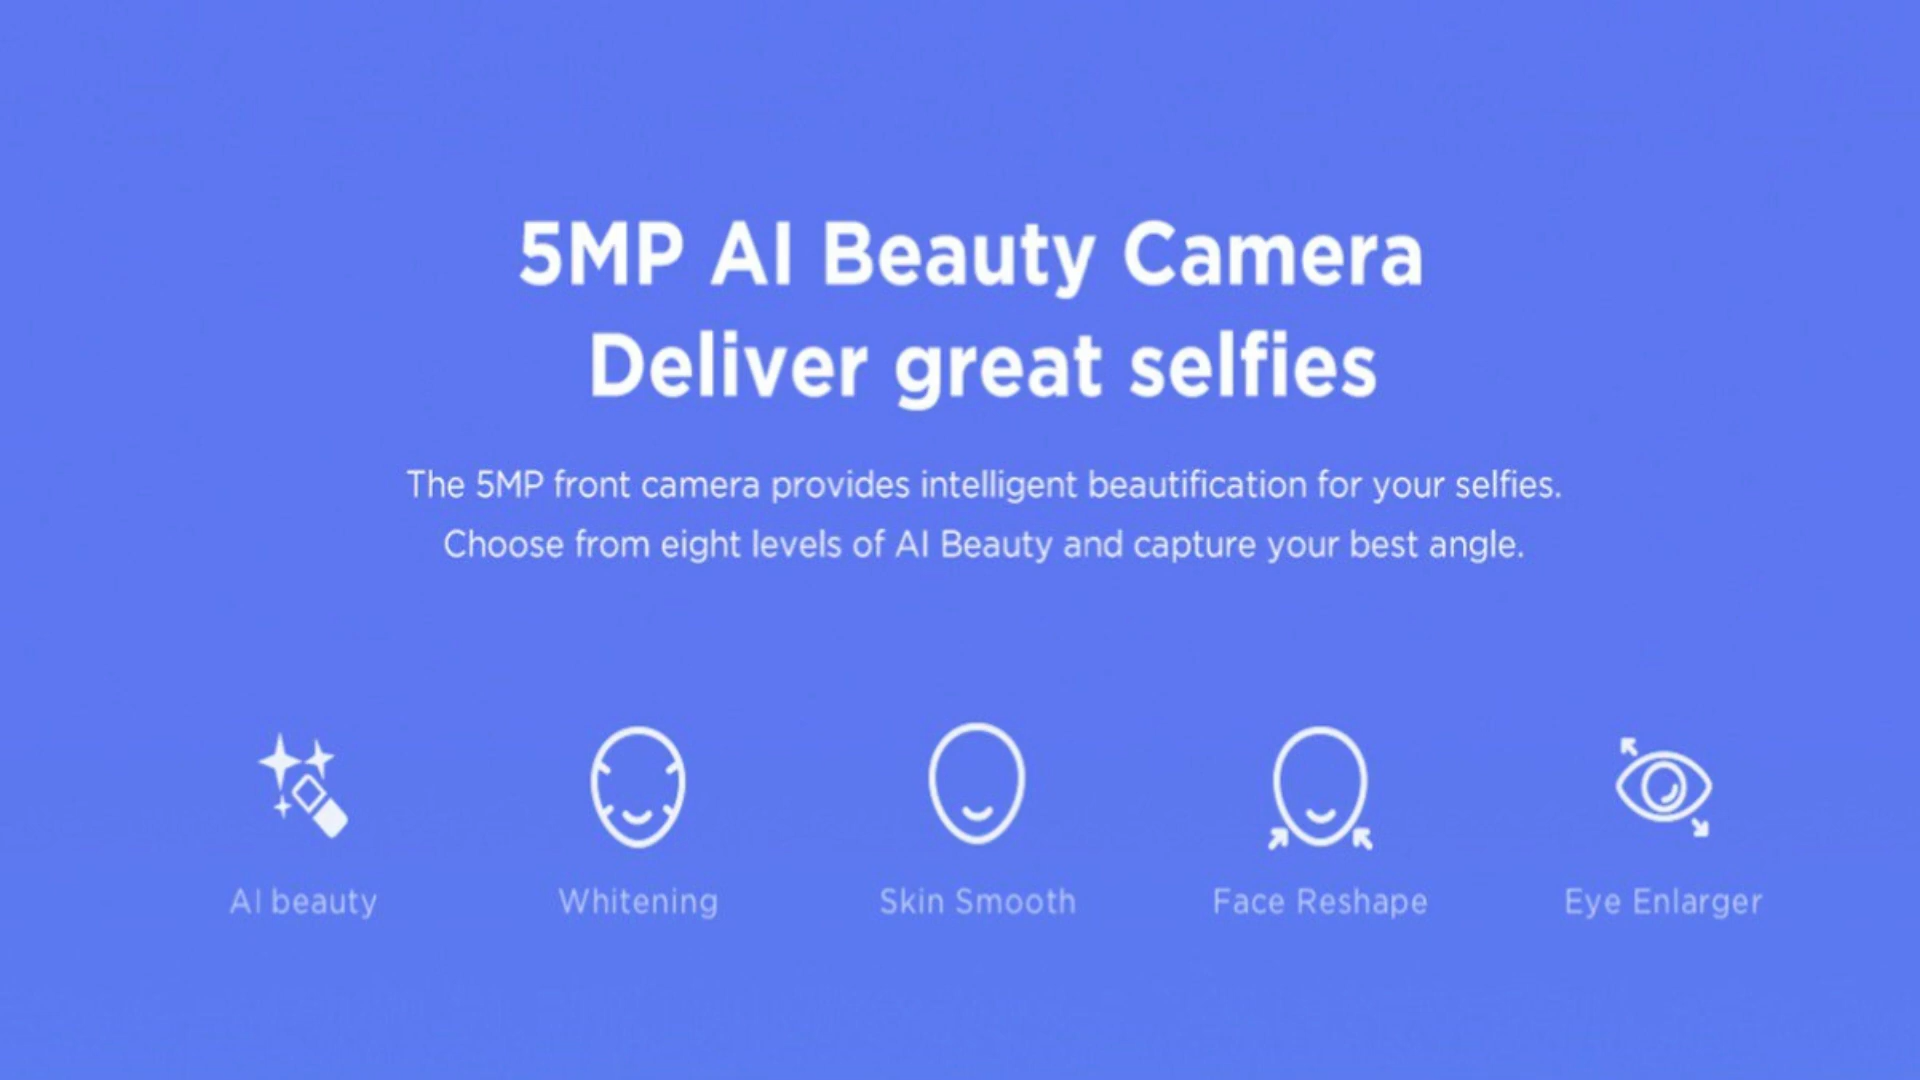 5MP AI Beauty Camera
Deliver great selfies
The 5MP front camera provides intelligent beautification for your selfies.
Choose from eight levels of AI Beauty and capture your best angle.
AI beauty
Whitening
Skin Smooth
Face Reshape
Eye Enlarger